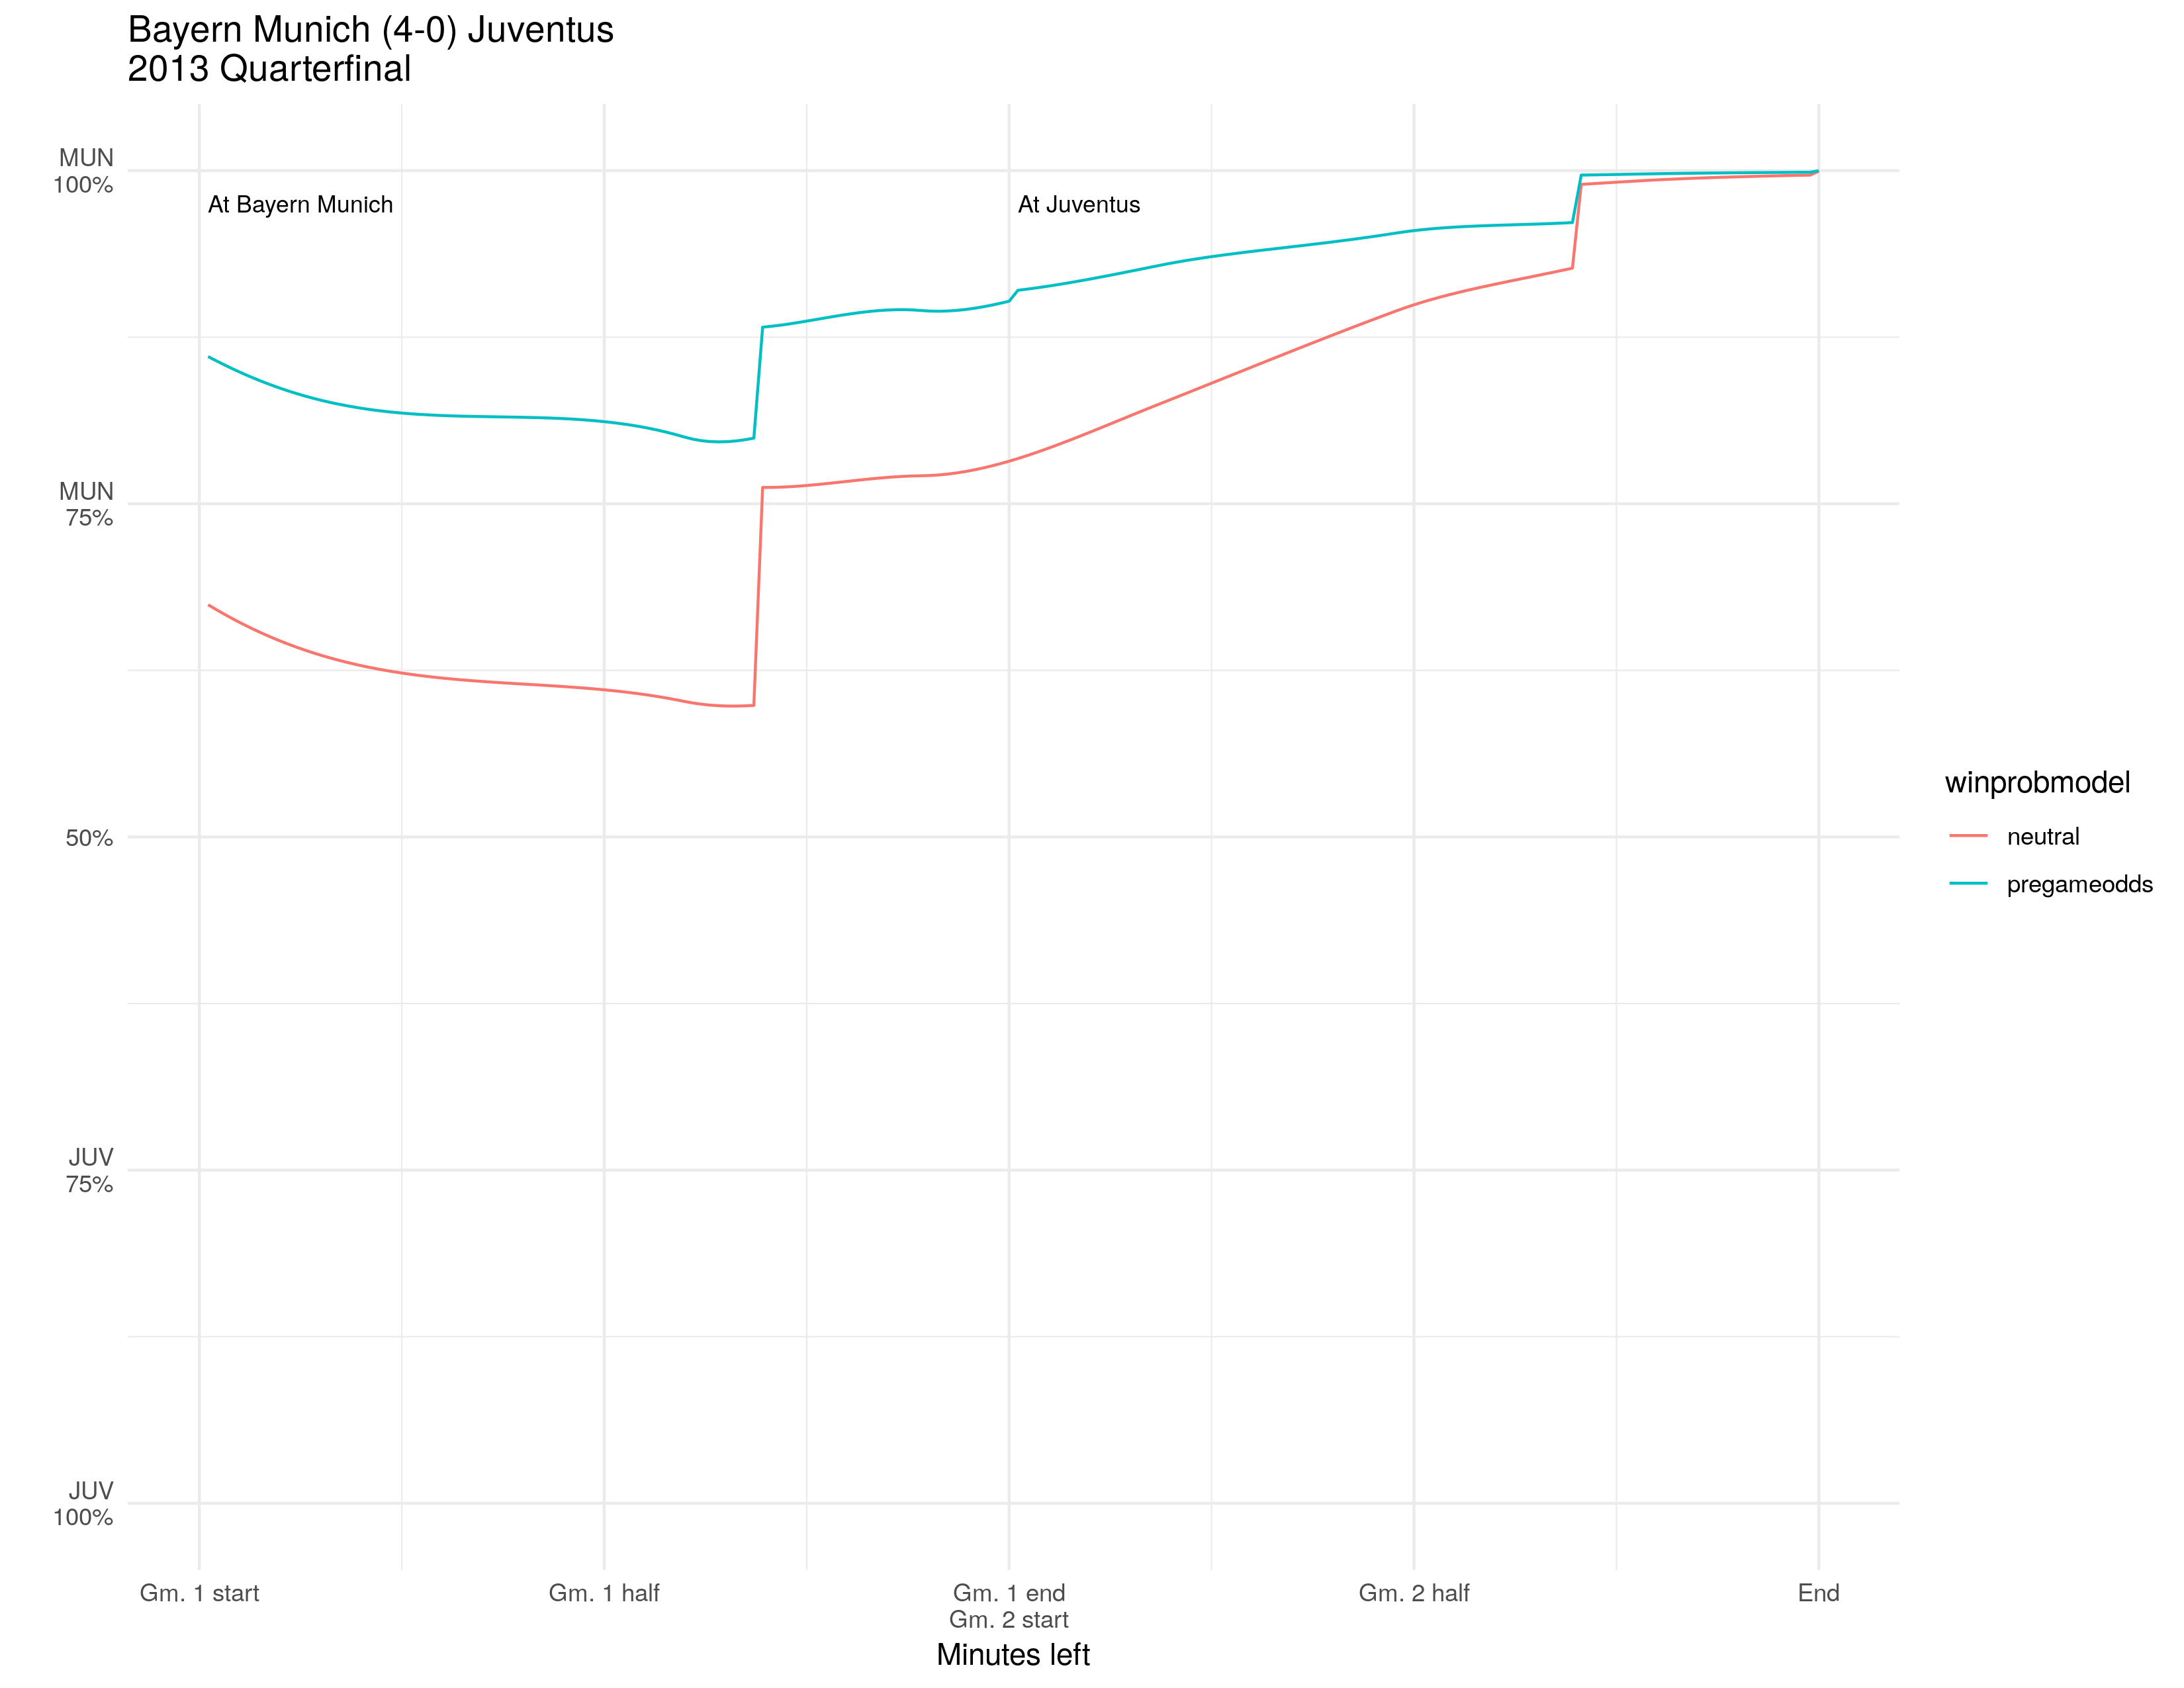 Bayern Munich (4-0) Juventus
2013 Quarterfinal
MUN
100%
At Bayern Munich
At Juventus
MUN
75%
50%
JUV
75%
JUV
100%
winprobmodel
neutral
pregameodds
Gm. 1 start
Gm. 1 half
Gm. 1 end
Gm. 2 start
Gm. 2 half
End
Minutes left